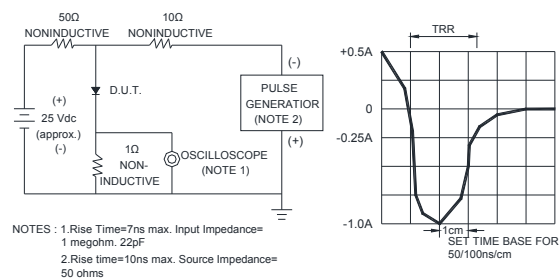 50Ω
NONINDUCTIVE
10Ω
NONINDUCTIVE
(+)
25 Vdc
(approx.)
(-)
D.U.T.
1Ω
NON-
INDUCTIVE
OSCILLOSCOPE
(NOTE 1)
(-)
PULSE
GENERATIOR
(NOTE 2)
(+)
NOTES : 1.Rise Time=7ns max. Input Impedance=
1 megohm. 22pF
2.Rise time=10ns max. Source Impedance=
50 ohms
TRR
+0.5A
0
-0.25A
-1.0A
1cm
SET TIME BASE FOR
50/100ns/cm